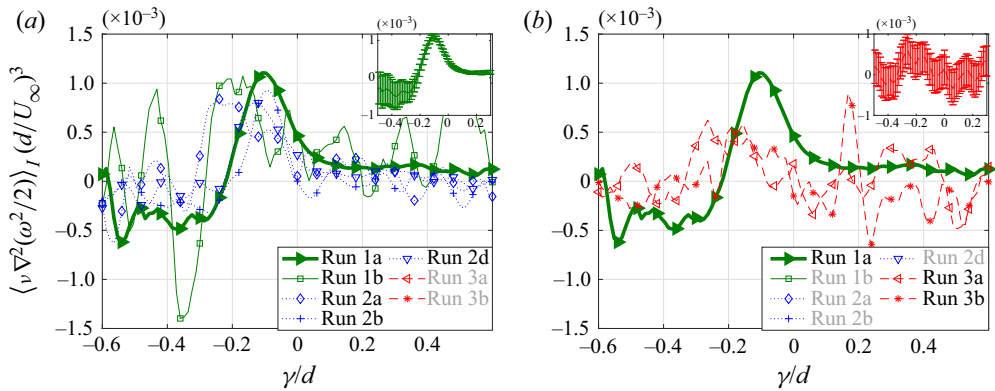 (a) (×10⁻³) (×10⁻³)
1.5
1.0
0.5
0
−0.5
−1.0
−1.5
⟨ν∇²(ω²/2)⟩_I (d/U_∞)³
1
0
−1
−0.4 −0.2 0 0.2
Run 1a
Run 1b
Run 2a
Run 2b
Run 2d
Run 3a
Run 3b
−0.6 −0.4 −0.2 0 0.2 0.4
γ/d
(b) (×10⁻³) (×10⁻³)
1.5
1.0
0.5
0
−0.5
−1.0
−1.5
1
0
−1
−0.4 −0.2 0 0.2
Run 1a
Run 1b
Run 2a
Run 2b
Run 2d
Run 3a
Run 3b
−0.6 −0.4 −0.2 0 0.2 0.4
γ/d